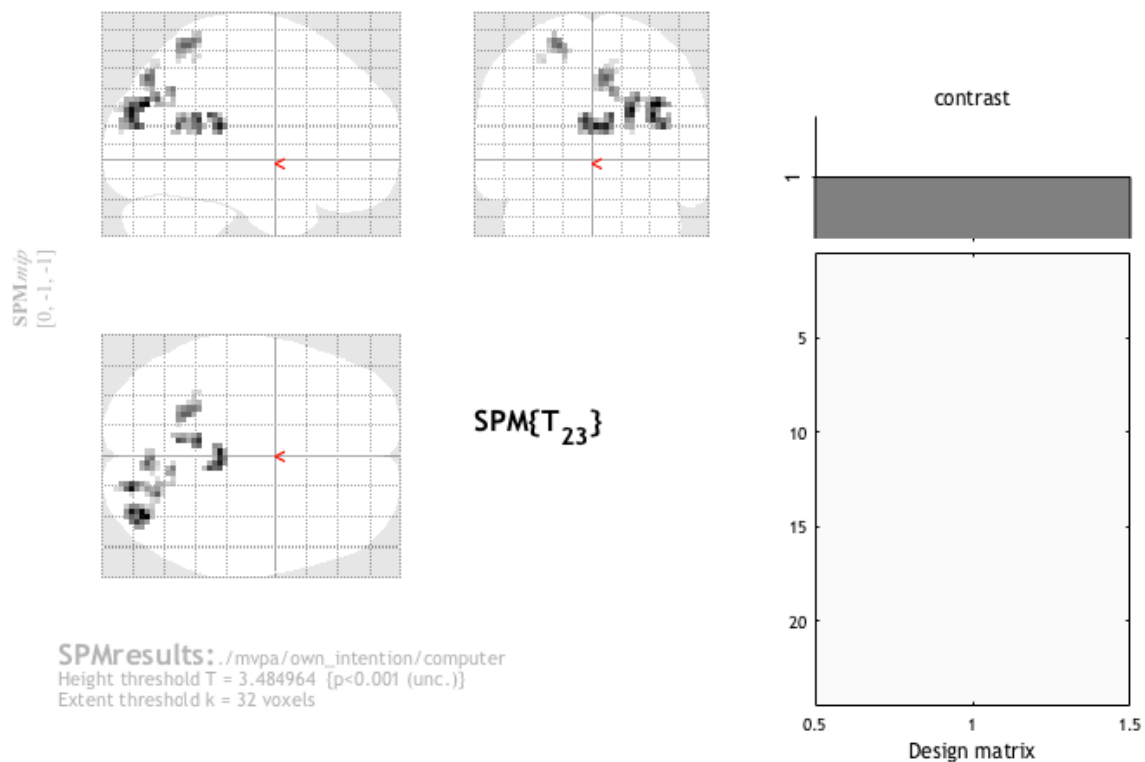 contrast
1
SPMmip
[0, -1, -1]
<
<
<
SPM{T23}
5
10
15
20
0.5 1 1.5
Design matrix
SPMresults: ./mvpa/own_intention/computer
Height threshold T = 3.484964 {p<0.001 (unc.)}
Extent threshold k = 32 voxels